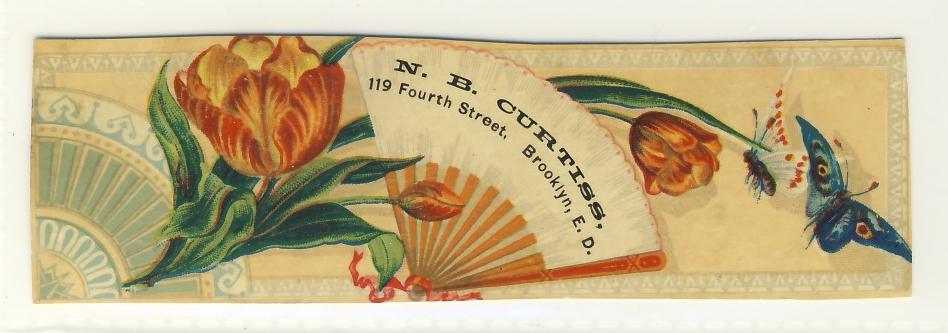 N. B. CURTISS,
119 Fourth Street, Brooklyn, E. D.